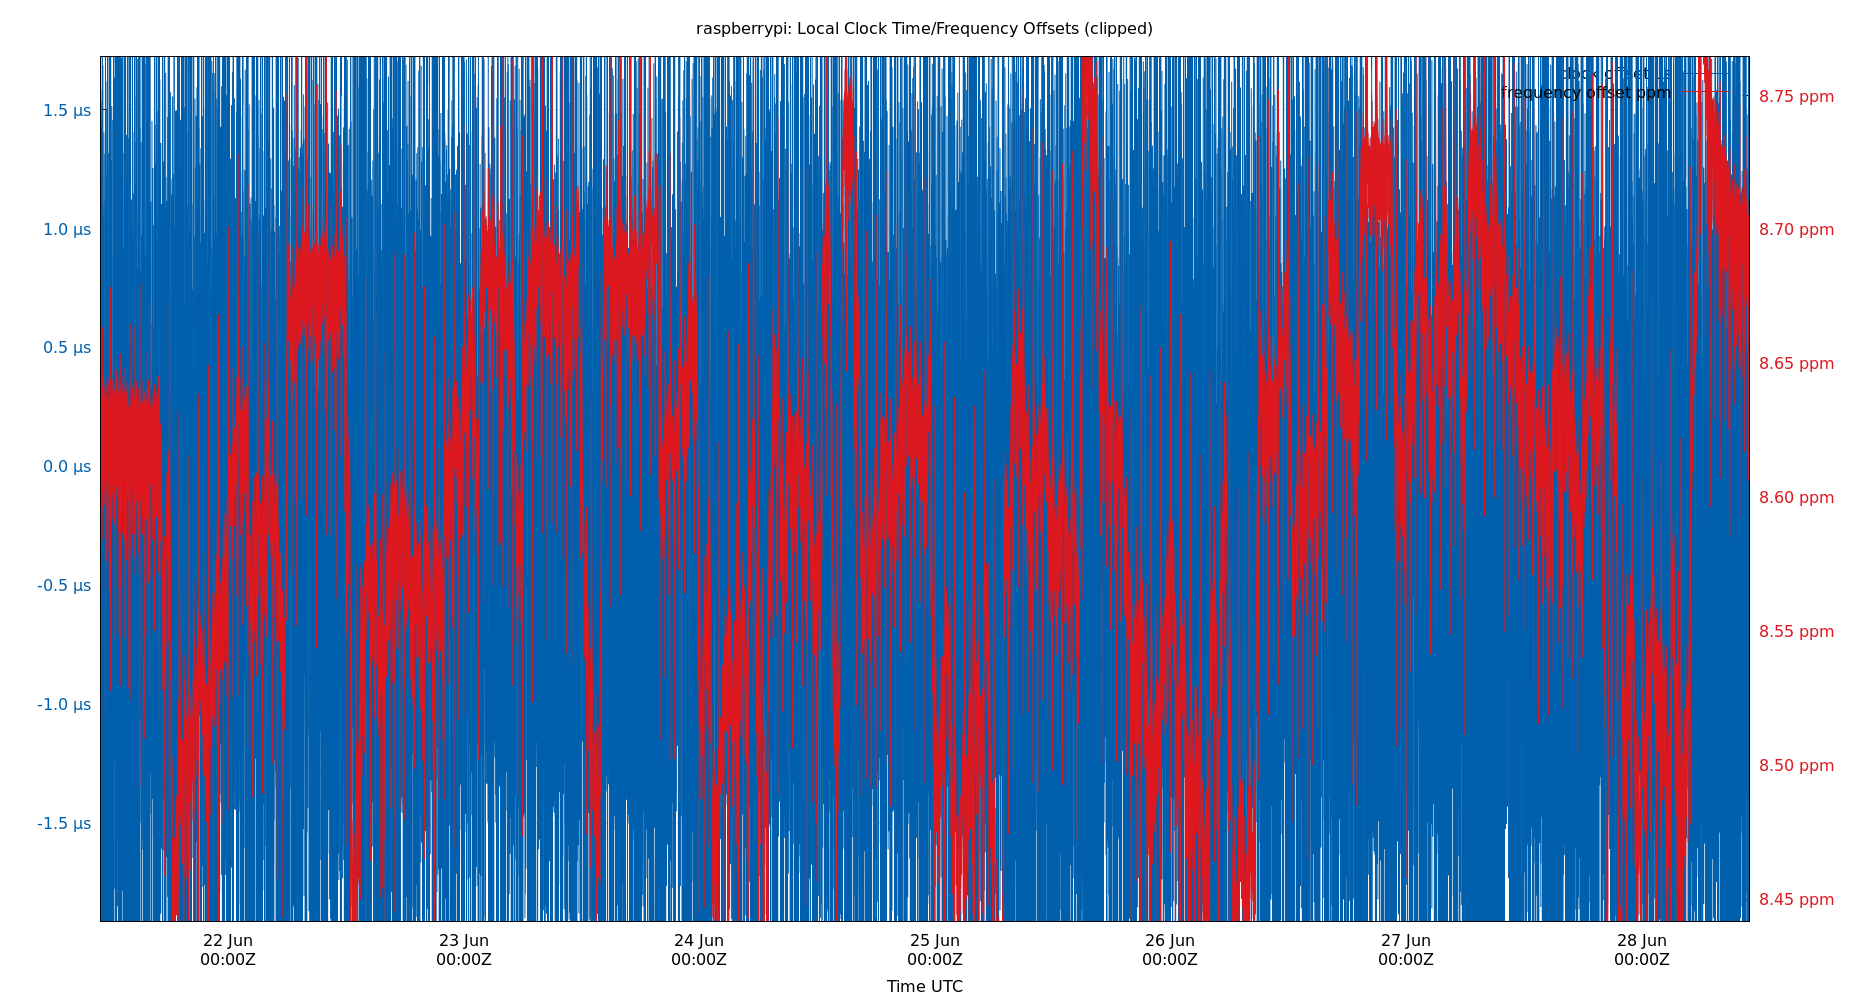 raspberrypi: Local Clock Time/Frequency Offsets (clipped)
clock offset
frequency offset ppm
1.5 µs
1.0 µs
0.5 µs
0.0 µs
-0.5 µs
-1.0 µs
-1.5 µs
8.75 ppm
8.70 ppm
8.65 ppm
8.60 ppm
8.55 ppm
8.50 ppm
8.45 ppm
22 Jun 23 Jun 24 Jun 25 Jun 26 Jun 27 Jun 28 Jun
00:00Z 00:00Z 00:00Z 00:00Z 00:00Z 00:00Z 00:00Z
Time UTC